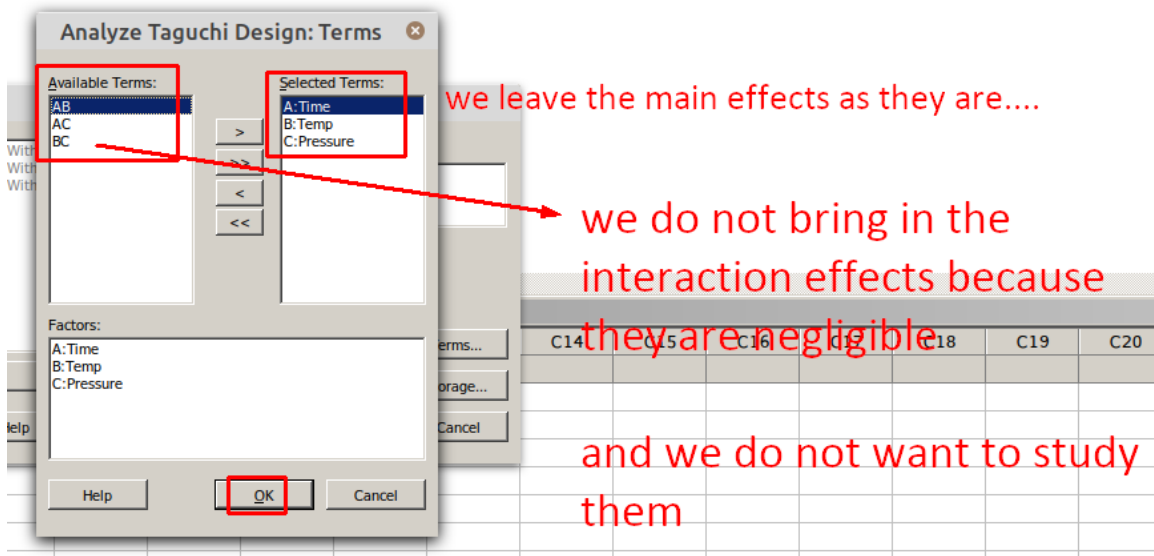 Analyze Taguchi Design: Terms
Available Terms:
AB
AC
BC
>
>>
<
<<
Selected Terms:
A:Time
B:Temp
C:Pressure
we leave the main effects as they are....
With
With
With
we do not bring in the
interaction effects because
they are negligible
Factors:
A:Time
B:Temp
C:Pressure
erms...
orage...
Cancel
Help
C14 C15 C16 C17 C18 C19 C20
and we do not want to study
them
Help OK Cancel